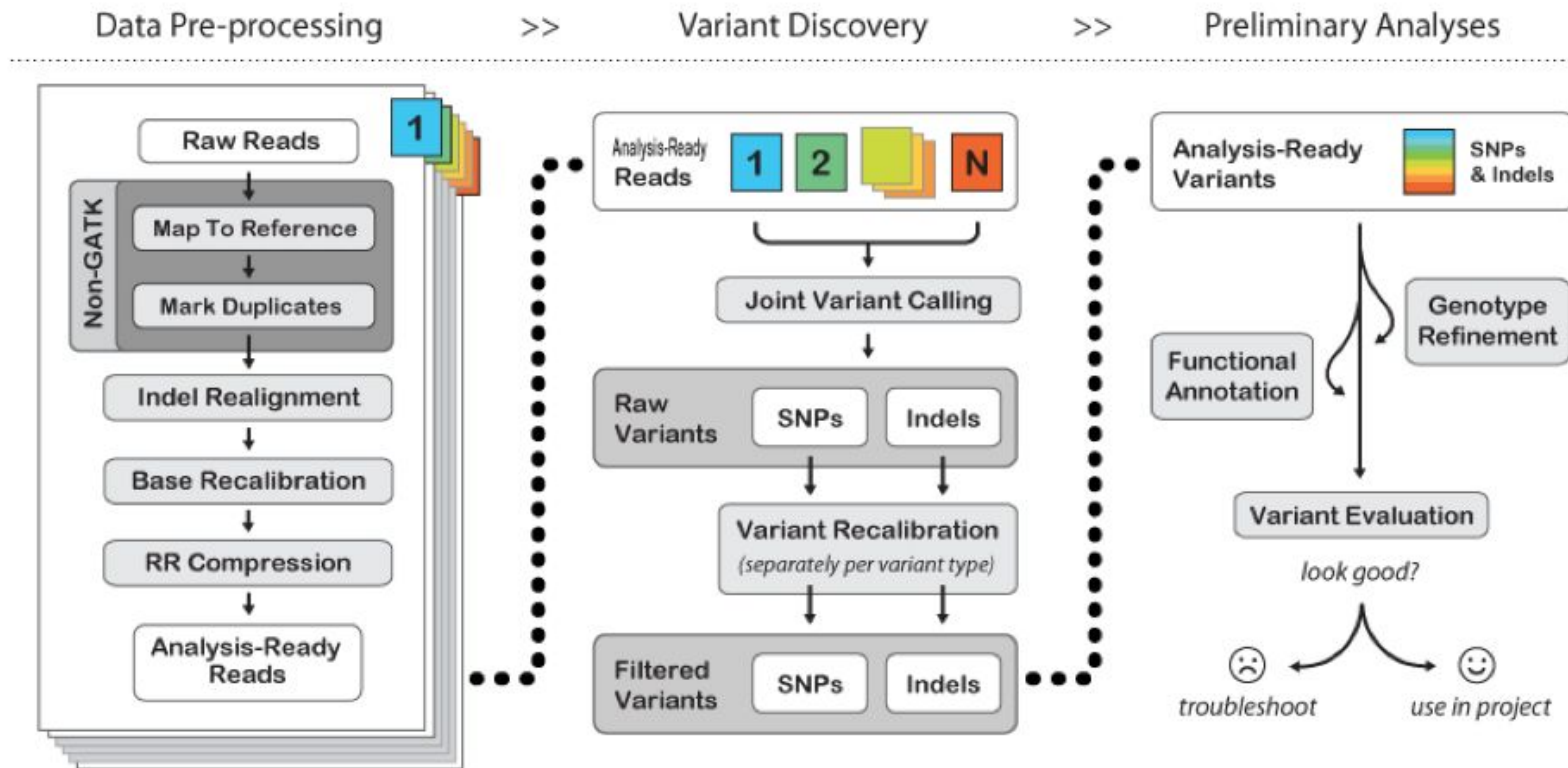 Data Pre-processing >> Variant Discovery >> Preliminary Analyses
1
Raw Reads
Non-GATK
Map To Reference
Mark Duplicates
Indel Realignment
Base Recalibration
RR Compression
Analysis-Ready
Reads
Analysis-Ready
Reads
1 2 N
Joint Variant Calling
Raw
Variants
SNPs Indels
Variant Recalibration
(separately per variant type)
Filtered
Variants
SNPs Indels
Analysis-Ready
Variants
SNPs
& Indels
Genotype
Refinement
Functional
Annotation
Variant Evaluation
look good?
troubleshoot use in project